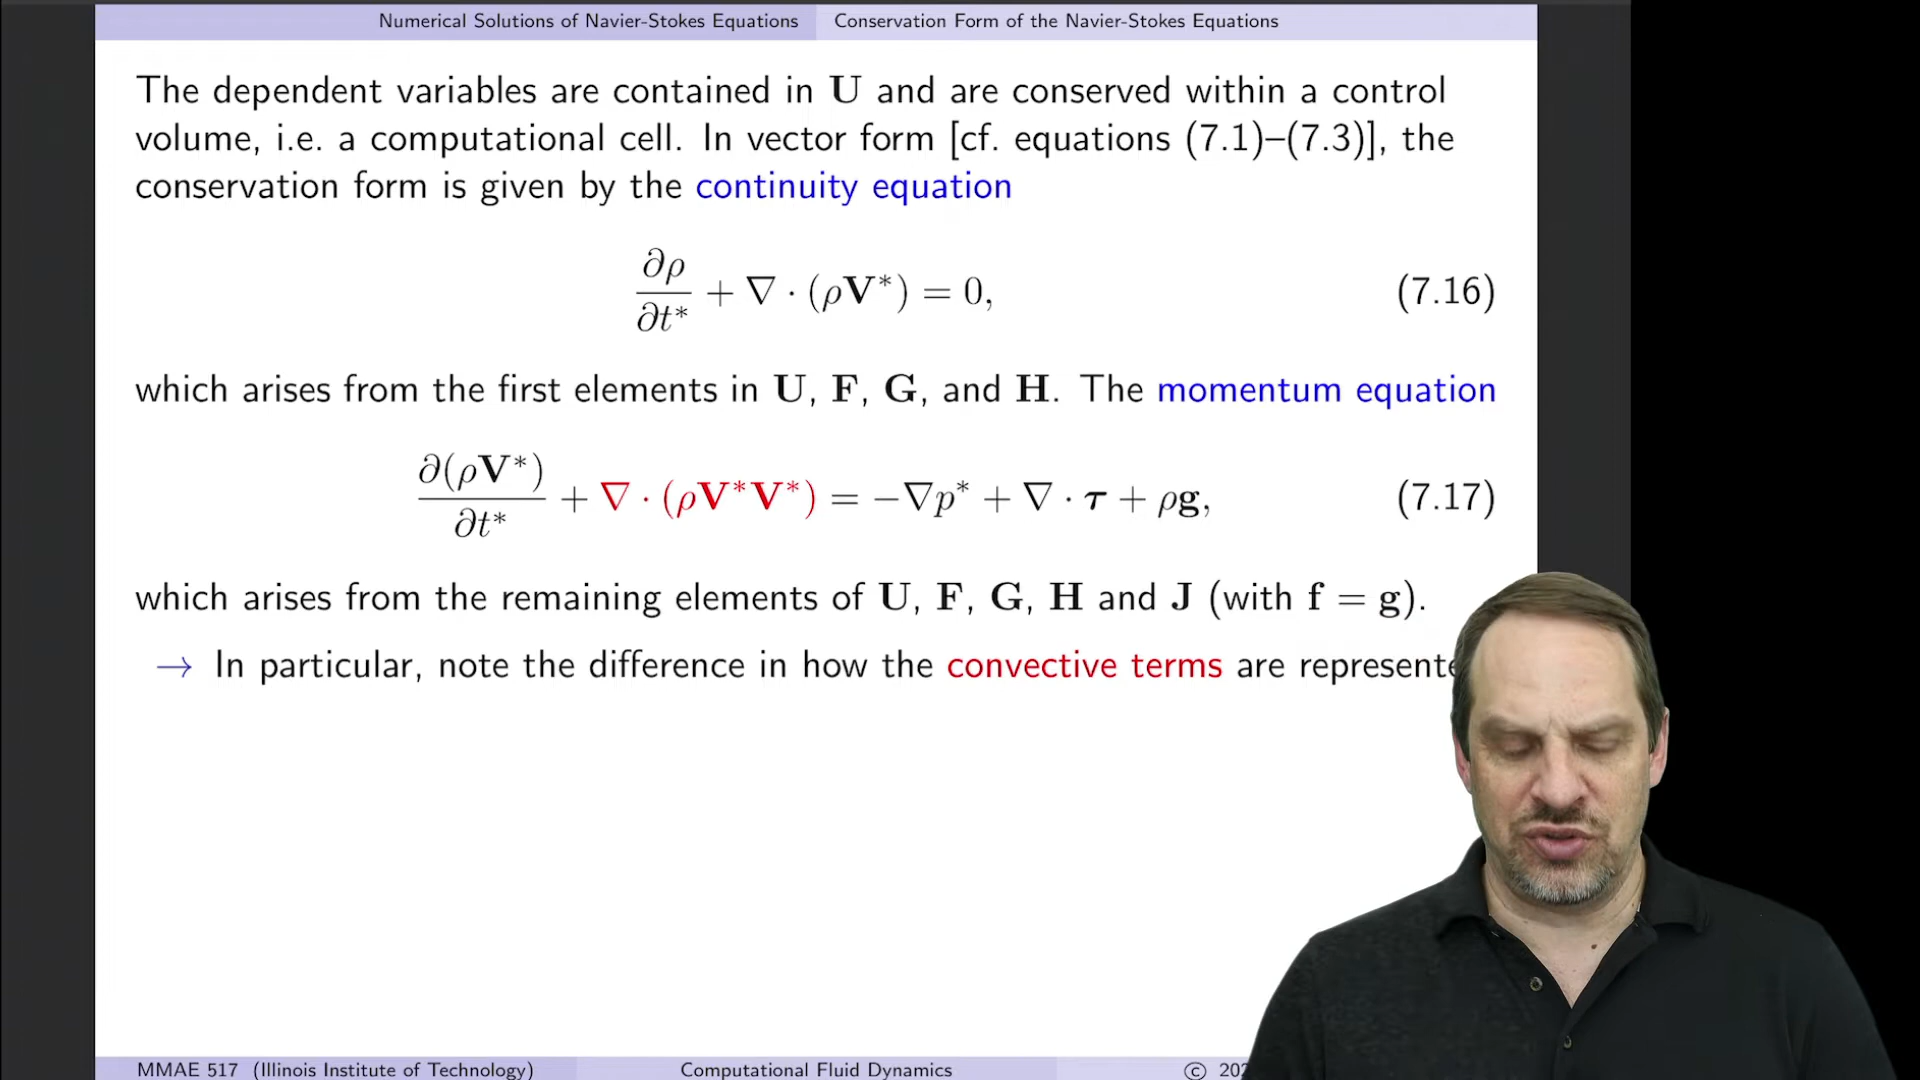 Numerical Solutions of Navier-Stokes Equations Conservation Form of the Navier-Stokes Equations
The dependent variables are contained in U and are conserved within a control
volume, i.e. a computational cell. In vector form [cf. equations (7.1)–(7.3)], the
conservation form is given by the continuity equation
∂ρ/∂t* + ∇ · (ρV*) = 0, (7.16)
which arises from the first elements in U, F, G, and H. The momentum equation
∂(ρV*)/∂t* + ∇ · (ρV*V*) = −∇p* + ∇ · τ + ρg, (7.17)
which arises from the remaining elements of U, F, G, H and J (with f = g).
→ In particular, note the difference in how the convective terms are
MMAE 517 (Illinois Institute of Technology) Computational Fluid Dynamics ©